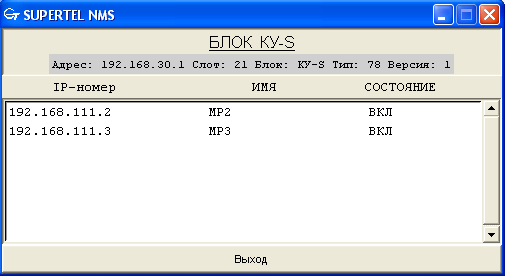 SUPERTEL NMS
БЛОК КУ-S
Адрес: 192.168.30.1 Слот: 21 Блок: КУ-S Тип: 78 Версия: 1
IP-номер ИМЯ СОСТОЯНИЕ
192.168.111.2 MP2 ВКЛ
192.168.111.3 MP3 ВКЛ
Выход